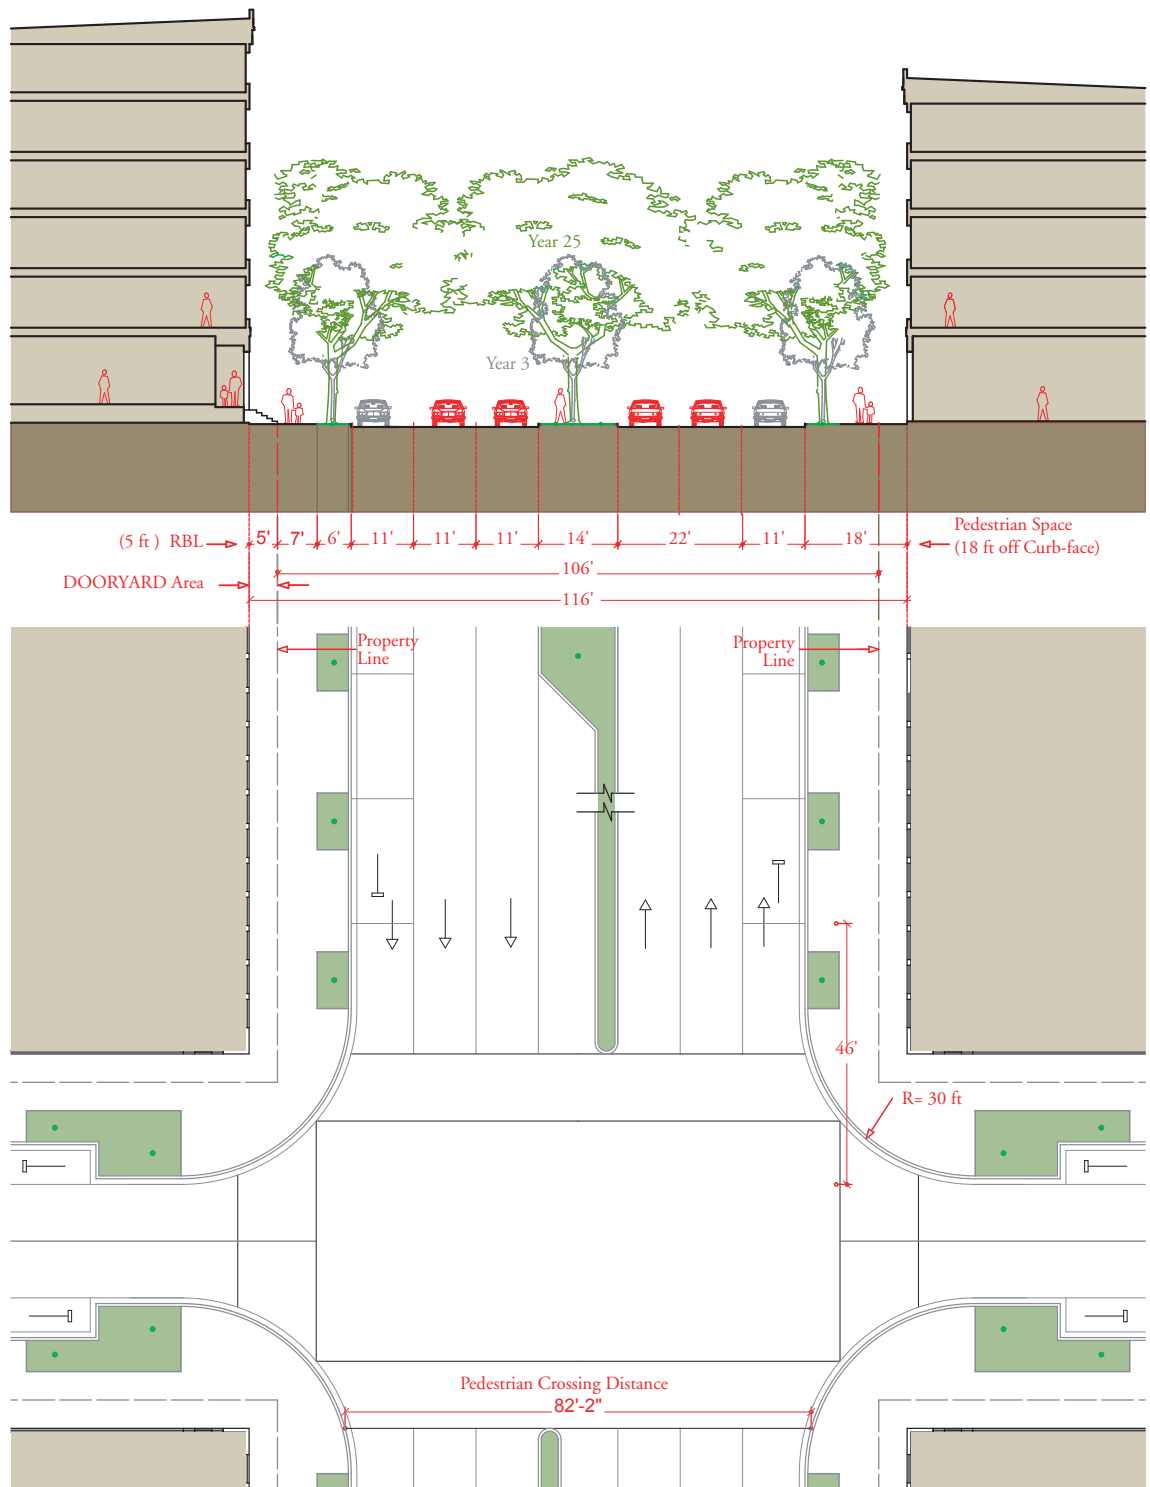 Year 25
Year 3
(5 ft ) RBL
5'
7'
6'
11'
11'
11'
14'
22'
11'
18'
Pedestrian Space
(18 ft off Curb-face)
106'
DOORYARD Area
116'
Property
Line
Property
Line
46'
R= 30 ft
Pedestrian Crossing Distance
82'-2"